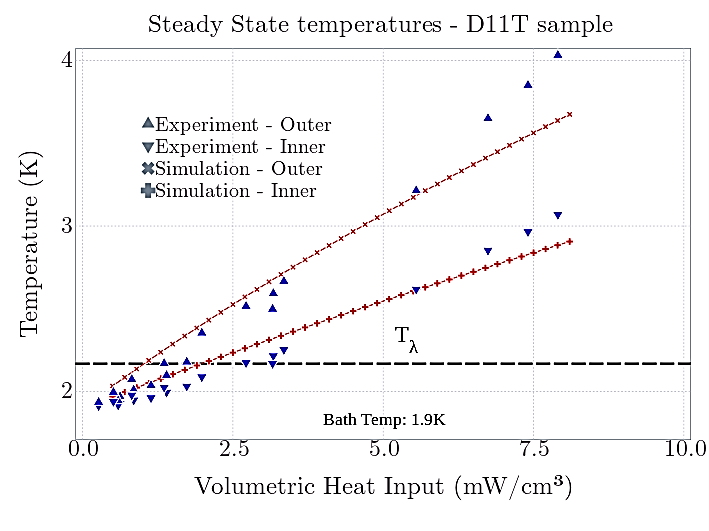 Steady State temperatures - D11T sample
4
Experiment - Outer
Experiment - Inner
Simulation - Outer
Simulation - Inner
3
Temperature (K)
Tλ
2
Bath Temp: 1.9K
0.0 2.5 5.0 7.5 10.0
Volumetric Heat Input (mW/cm³)